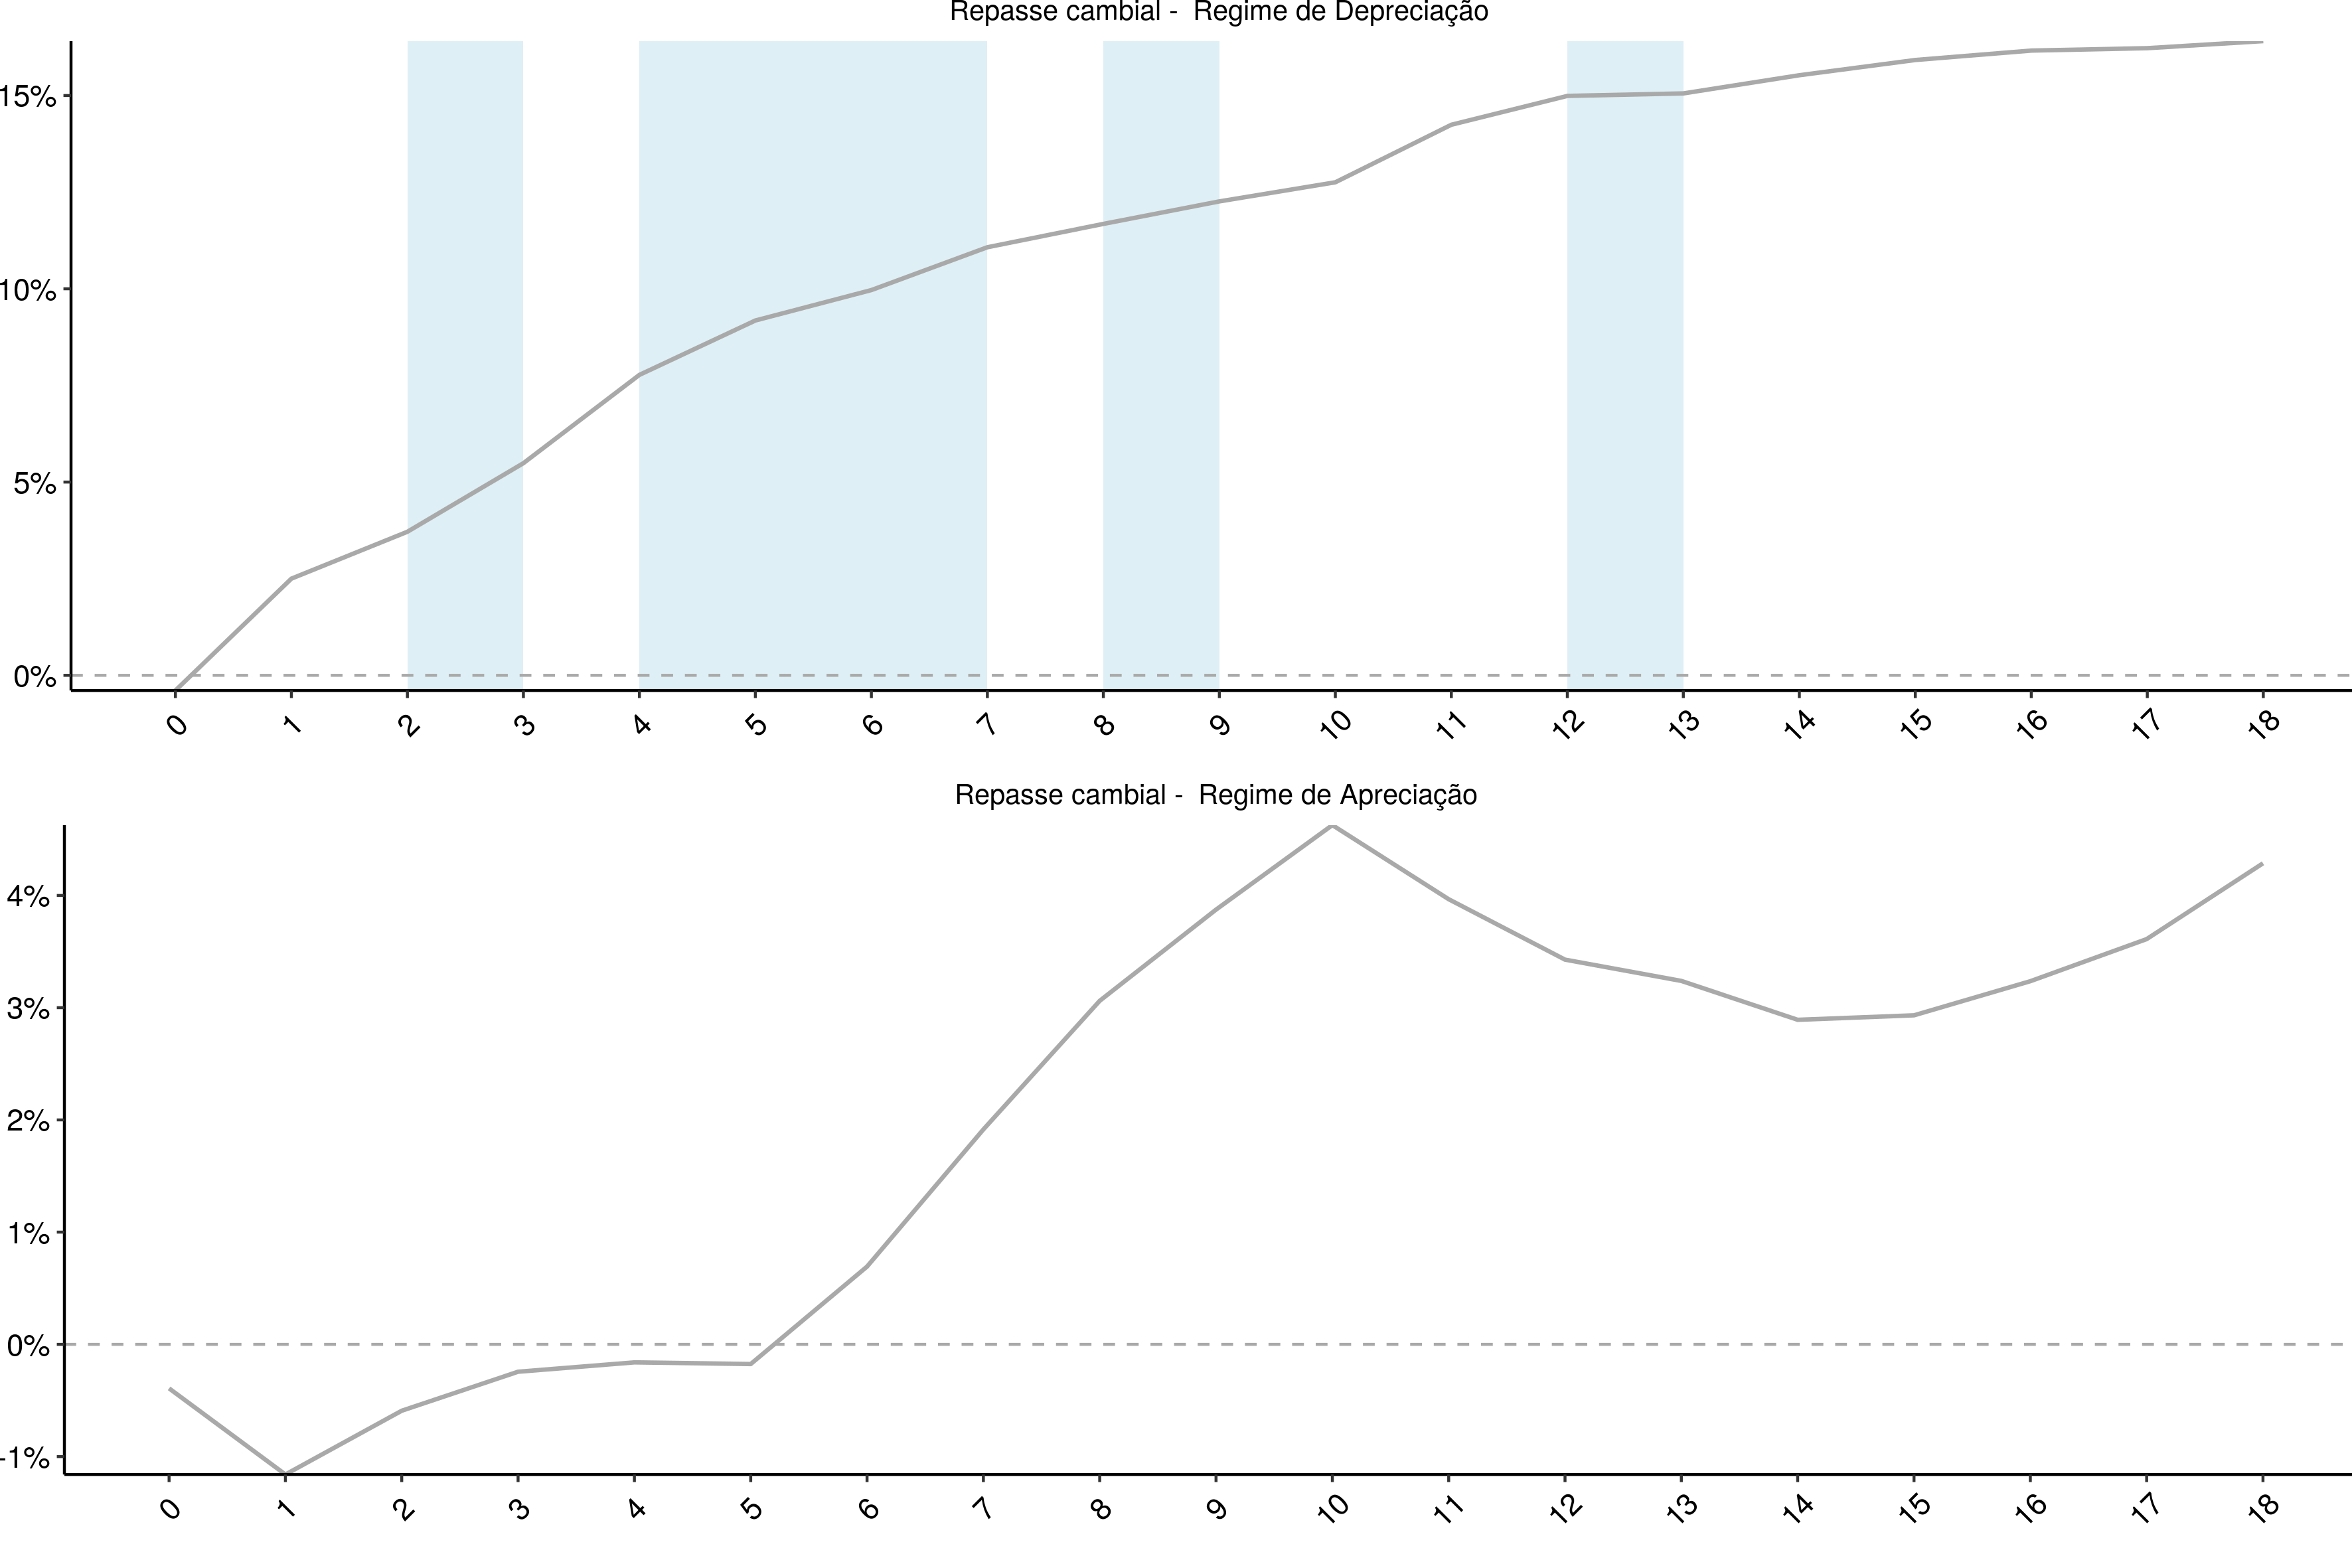 Repasse cambial -  Regime de Depreciação
15%
10%
5%
0%
0 1 2 3 4 5 6 7 8 9 10 11 12 13 14 15 16 17 18
Repasse cambial -  Regime de Apreciação
4%
3%
2%
1%
0%
-1%
0 1 2 3 4 5 6 7 8 9 10 11 12 13 14 15 16 17 18